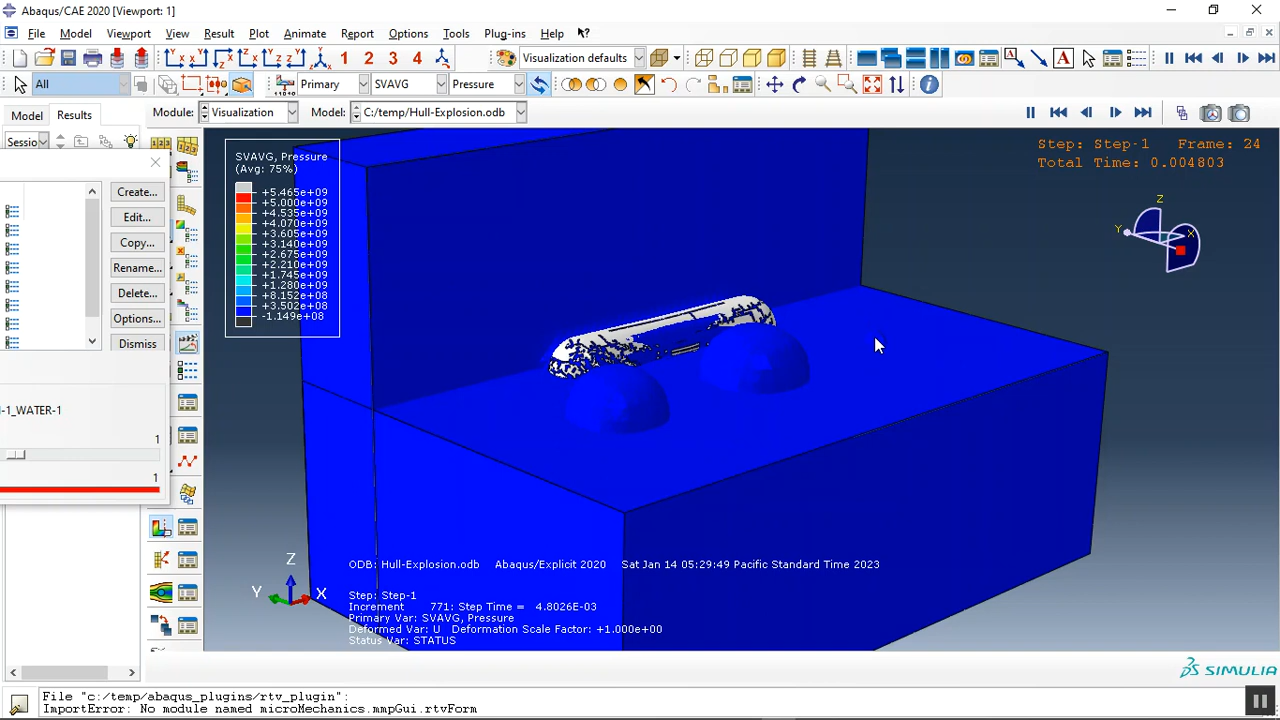 Abaqus/CAE 2020 [Viewport: 1]
File Model Viewport View Result Plot Animate Report Options Tools Plug-ins Help
1 2 3 4 Visualization defaults
All Primary SVAVG Pressure
Model Results Module: Visualization Model: C:/temp/Hull-Explosion.odb
Sessio
Create...
Edit...
Copy...
Rename...
Delete...
Options...
Dismiss
I-1_WATER-1
1
1
SVAVG, Pressure
(Avg: 75%)
+5.465e+09
+5.000e+09
+4.535e+09
+4.070e+09
+3.605e+09
+3.140e+09
+2.675e+09
+2.210e+09
+1.745e+09
+1.280e+09
+8.152e+08
+3.502e+08
-1.149e+08
Step: Step-1 Frame: 24
Total Time: 0.004803
Z
Y X
Z
Y X
ODB: Hull-Explosion.odb Abaqus/Explicit 2020 Sat Jan 14 05:29:49 Pacific Standard Time 2023
Step: Step-1
Increment 771: Step Time = 4.8026E-03
Primary Var: SVAVG, Pressure
Deformed Var: U Deformation Scale Factor: +1.000e+00
Status Var: STATUS
SIMULIA
File "c:/temp/abaqus_plugins/rtv_plugin":
ImportError: No module named microMechanics.mmpGui.rtvForm